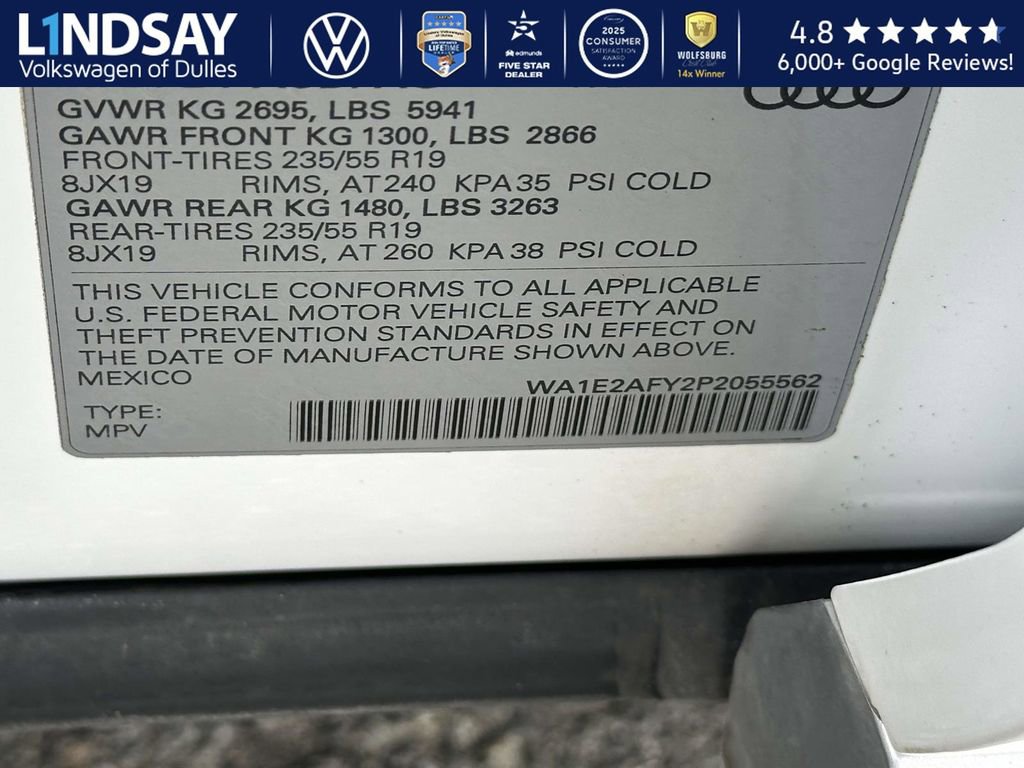 L1NDSAY
Volkswagen of Dulles
LIFETIME
edmunds
FIVE STAR
DEALER
2025
CONSUMER
SATISFACTION
AWARD
WOLFSBURG
14x Winner
4.8
6,000+ Google Reviews!
GVWR KG 2695, LBS 5941
GAWR FRONT KG 1300, LBS 2866
FRONT-TIRES 235/55 R19
8JX19 RIMS, AT 240 KPA 35 PSI COLD
GAWR REAR KG 1480, LBS 3263
REAR-TIRES 235/55 R19
8JX19 RIMS, AT 260 KPA 38 PSI COLD
THIS VEHICLE CONFORMS TO ALL APPLICABLE
U.S. FEDERAL MOTOR VEHICLE SAFETY AND
THEFT PREVENTION STANDARDS IN EFFECT ON
THE DATE OF MANUFACTURE SHOWN ABOVE.
MEXICO
WA1E2AFY2P2055562
TYPE:
MPV